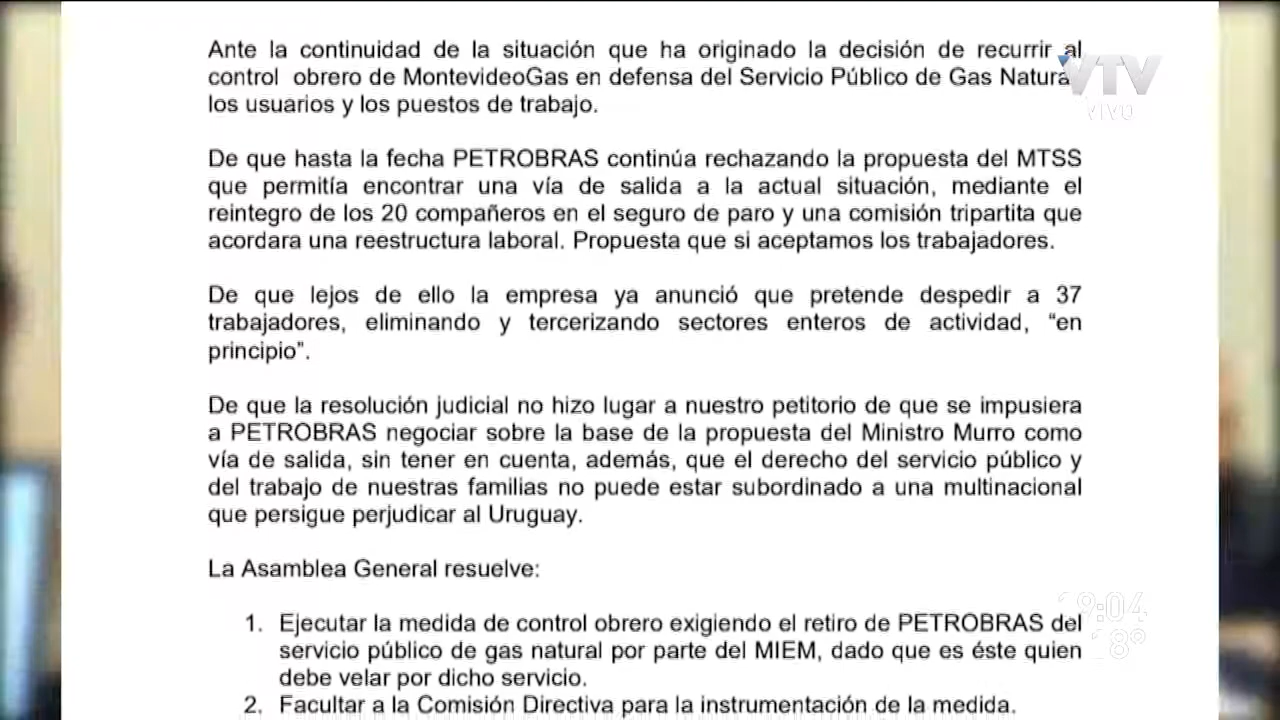 Ante la continuidad de la situación que ha originado la decisión de recurrir al
control obrero de MontevideoGas en defensa del Servicio Público de Gas Natural
los usuarios y los puestos de trabajo.
De que hasta la fecha PETROBRAS continúa rechazando la propuesta del MTSS
que permitía encontrar una vía de salida a la actual situación, mediante el
reintegro de los 20 compañeros en el seguro de paro y una comisión tripartita que
acordara una reestructura laboral. Propuesta que si aceptamos los trabajadores.
De que lejos de ello la empresa ya anunció que pretende despedir a 37
trabajadores, eliminando y tercerizando sectores enteros de actividad, “en
principio”.
De que la resolución judicial no hizo lugar a nuestro petitorio de que se impusiera
a PETROBRAS negociar sobre la base de la propuesta del Ministro Murro como
vía de salida, sin tener en cuenta, además, que el derecho del servicio público y
del trabajo de nuestras familias no puede estar subordinado a una multinacional
que persigue perjudicar al Uruguay.
La Asamblea General resuelve:
1. Ejecutar la medida de control obrero exigiendo el retiro de PETROBRAS del
servicio público de gas natural por parte del MIEM, dado que es éste quien
debe velar por dicho servicio.
2. Facultar a la Comisión Directiva para la instrumentación de la medida.
VTV
VIVO
19:04
18°